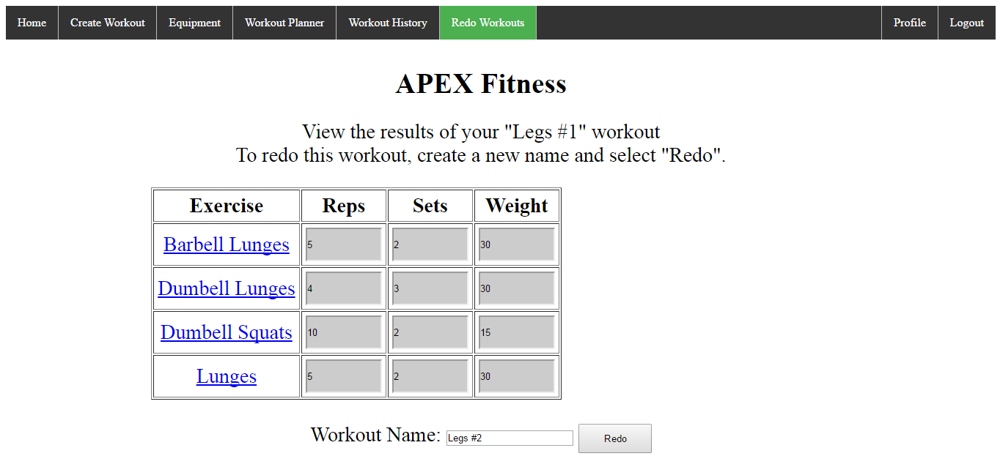 Home Create Workout Equipment Workout Planner Workout History Redo Workouts Profile Logout
APEX Fitness
View the results of your "Legs #1" workout
To redo this workout, create a new name and select "Redo".
Exercise Reps Sets Weight
Barbell Lunges 5 2 30
Dumbell Lunges 4 3 30
Dumbell Squats 10 2 15
Lunges 5 2 30
Workout Name: Legs #2 Redo